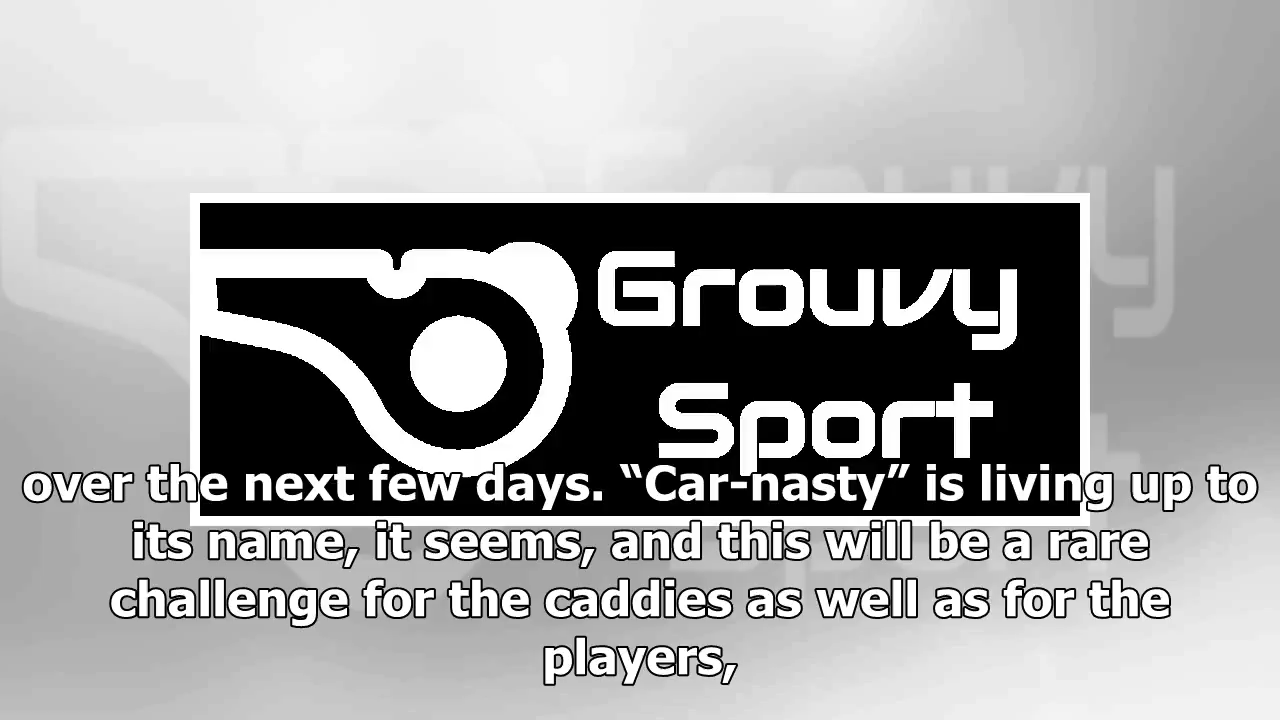 Grouvy
Sport
over the next few days. “Car-nasty” is living up to
its name, it seems, and this will be a rare
challenge for the caddies as well as for the
players,